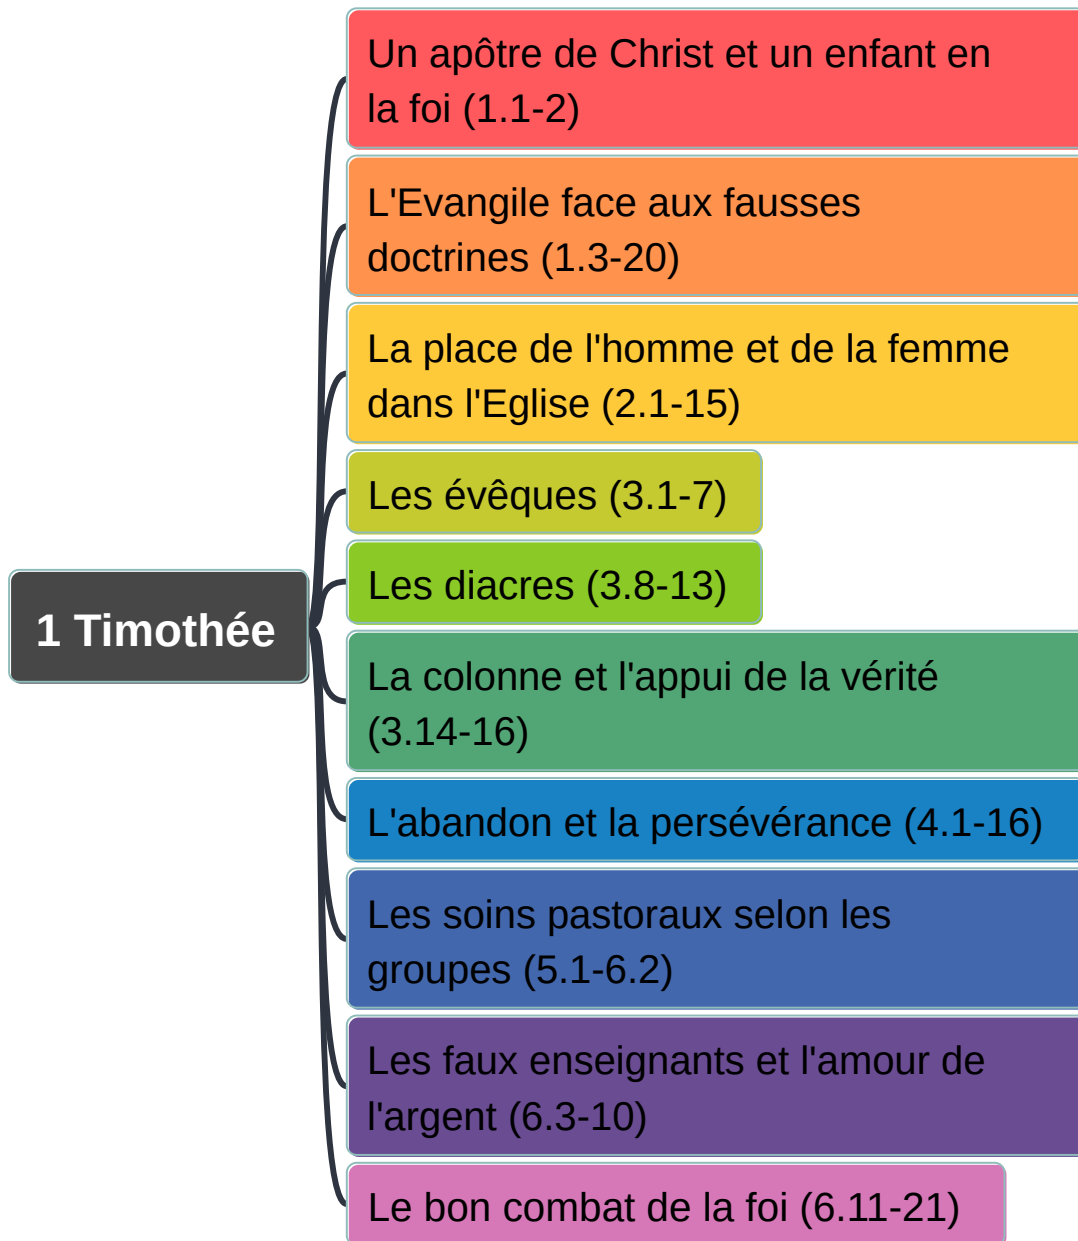 Un apôtre de Christ et un enfant en
la foi (1.1-2)
L'Evangile face aux fausses
doctrines (1.3-20)
La place de l'homme et de la femme
dans l'Eglise (2.1-15)
Les évêques (3.1-7)
Les diacres (3.8-13)
1 Timothée
La colonne et l'appui de la vérité
(3.14-16)
L'abandon et la persévérance (4.1-16)
Les soins pastoraux selon les
groupes (5.1-6.2)
Les faux enseignants et l'amour de
l'argent (6.3-10)
Le bon combat de la foi (6.11-21)